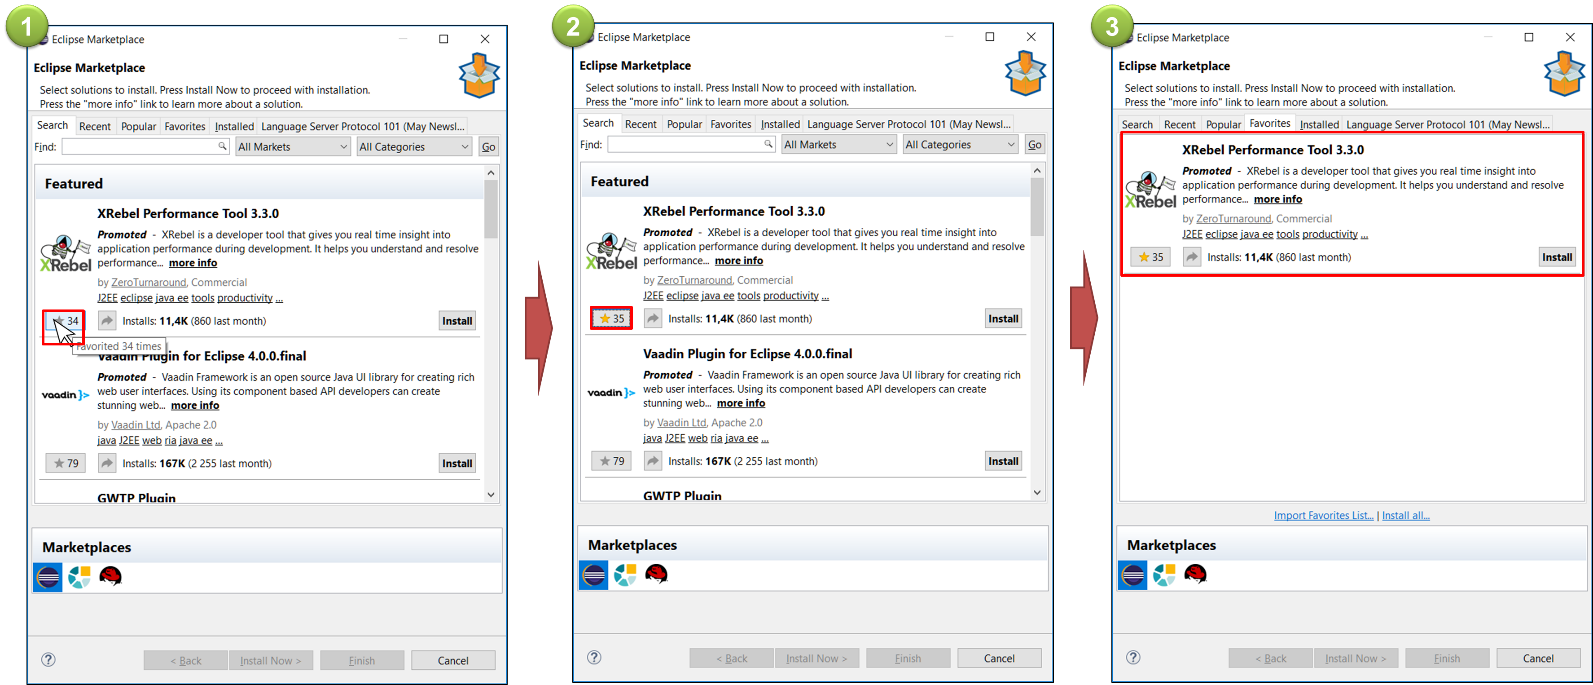 1
Eclipse Marketplace
Eclipse Marketplace
Select solutions to install. Press Install Now to proceed with installation.
Press the "more info" link to learn more about a solution.
Search Recent Popular Favorites Installed Language Server Protocol 101 (May Newsl...
Find: All Markets All Categories Go
Featured
XRebel Performance Tool 3.3.0
Promoted - XRebel is a developer tool that gives you real time insight into
application performance during development. It helps you understand and resolve
performance... more info
XRebel
by ZeroTurnaround, Commercial
J2EE eclipse java ee tools productivity ...
34 Installs: 11,4K (860 last month) Install
Favorited 34 times
Vaadin Plugin for Eclipse 4.0.0.final
Promoted - Vaadin Framework is an open source Java UI library for creating rich
vaadin }> web user interfaces. Using its component based API developers can create
stunning web... more info
by Vaadin Ltd, Apache 2.0
java J2EE web ria java ee ...
79 Installs: 167K (2 255 last month) Install
GWTP Plugin
Marketplaces
? < Back Install Now > Finish Cancel
2
Eclipse Marketplace
Eclipse Marketplace
Select solutions to install. Press Install Now to proceed with installation.
Press the "more info" link to learn more about a solution.
Search Recent Popular Favorites Installed Language Server Protocol 101 (May Newsl...
Find: All Markets All Categories Go
Featured
XRebel Performance Tool 3.3.0
Promoted - XRebel is a developer tool that gives you real time insight into
application performance during development. It helps you understand and resolve
performance... more info
XRebel
by ZeroTurnaround, Commercial
J2EE eclipse java ee tools productivity ...
35 Installs: 11,4K (860 last month) Install
Vaadin Plugin for Eclipse 4.0.0.final
Promoted - Vaadin Framework is an open source Java UI library for creating rich
vaadin }> web user interfaces. Using its component based API developers can create
stunning web... more info
by Vaadin Ltd, Apache 2.0
java J2EE web ria java ee ...
79 Installs: 167K (2 255 last month) Install
GWTP Plugin
Marketplaces
? < Back Install Now > Finish Cancel
3
Eclipse Marketplace
Eclipse Marketplace
Select solutions to install. Press Install Now to proceed with installation.
Press the "more info" link to learn more about a solution.
Search Recent Popular Favorites Installed Language Server Protocol 101 (May Newsl...
XRebel Performance Tool 3.3.0
Promoted - XRebel is a developer tool that gives you real time insight into
application performance during development. It helps you understand and resolve
XRebel performance... more info
by ZeroTurnaround, Commercial
J2EE eclipse java ee tools productivity ...
35 Installs: 11,4K (860 last month) Install
Import Favorites List... | Install all...
Marketplaces
? < Back Install Now > Finish Cancel